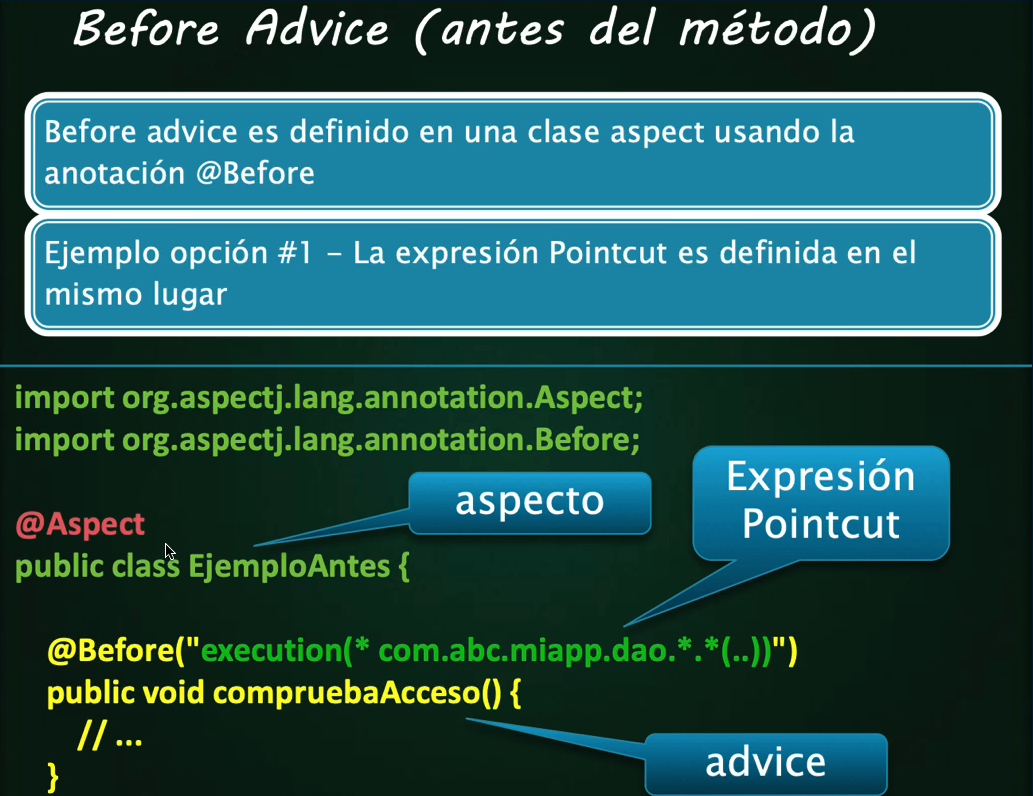 Before Advice (antes del método)
Before advice es definido en una clase aspect usando la
anotación @Before
Ejemplo opción #1 – La expresión Pointcut es definida en el
mismo lugar
import org.aspectj.lang.annotation.Aspect;
import org.aspectj.lang.annotation.Before;
aspecto
Expresión
Pointcut
@Aspect
public class EjemploAntes {
@Before("execution(* com.abc.miapp.dao.*.*(..))")
public void compruebaAcceso() {
// ...
advice
}